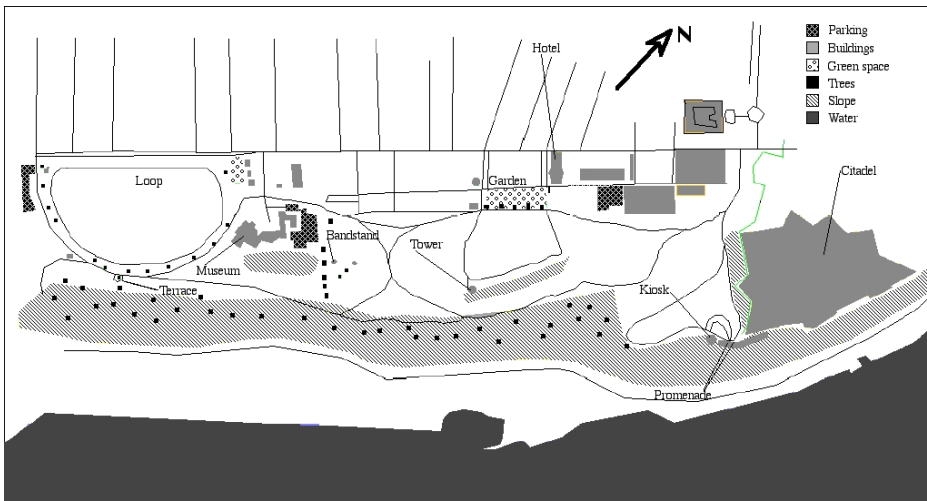 Hotel
N
Parking
Buildings
Green space
Trees
Slope
Water
Loop
Garden
Citadel
Bandstand
Tower
Museum
Terrace
Kiosk
Promenade